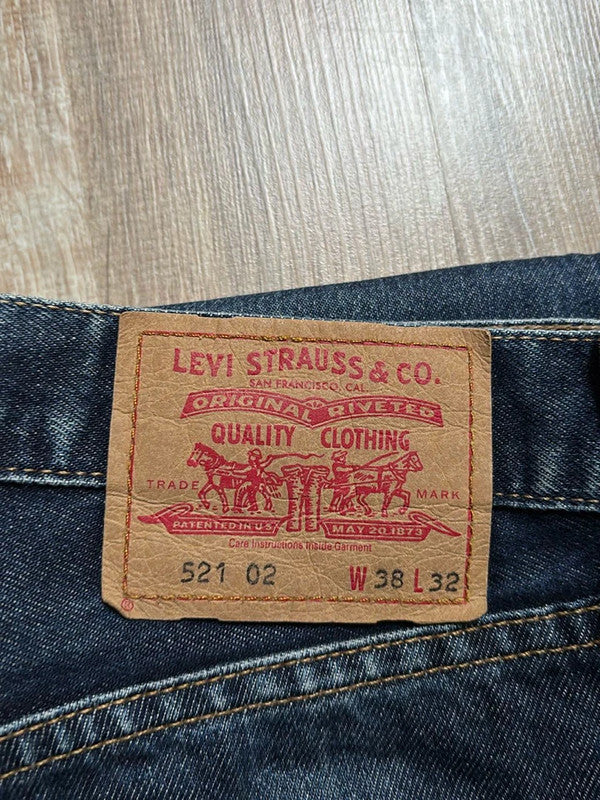 LEVI STRAUSS & CO.
SAN FRANCISCO, CAL.
ORIGINAL RIVETED
QUALITY CLOTHING
TRADE MARK
PATENTED IN U.S. MAY 20 1873
Care Instructions Inside Garment
521 02 W 38 L 32
®